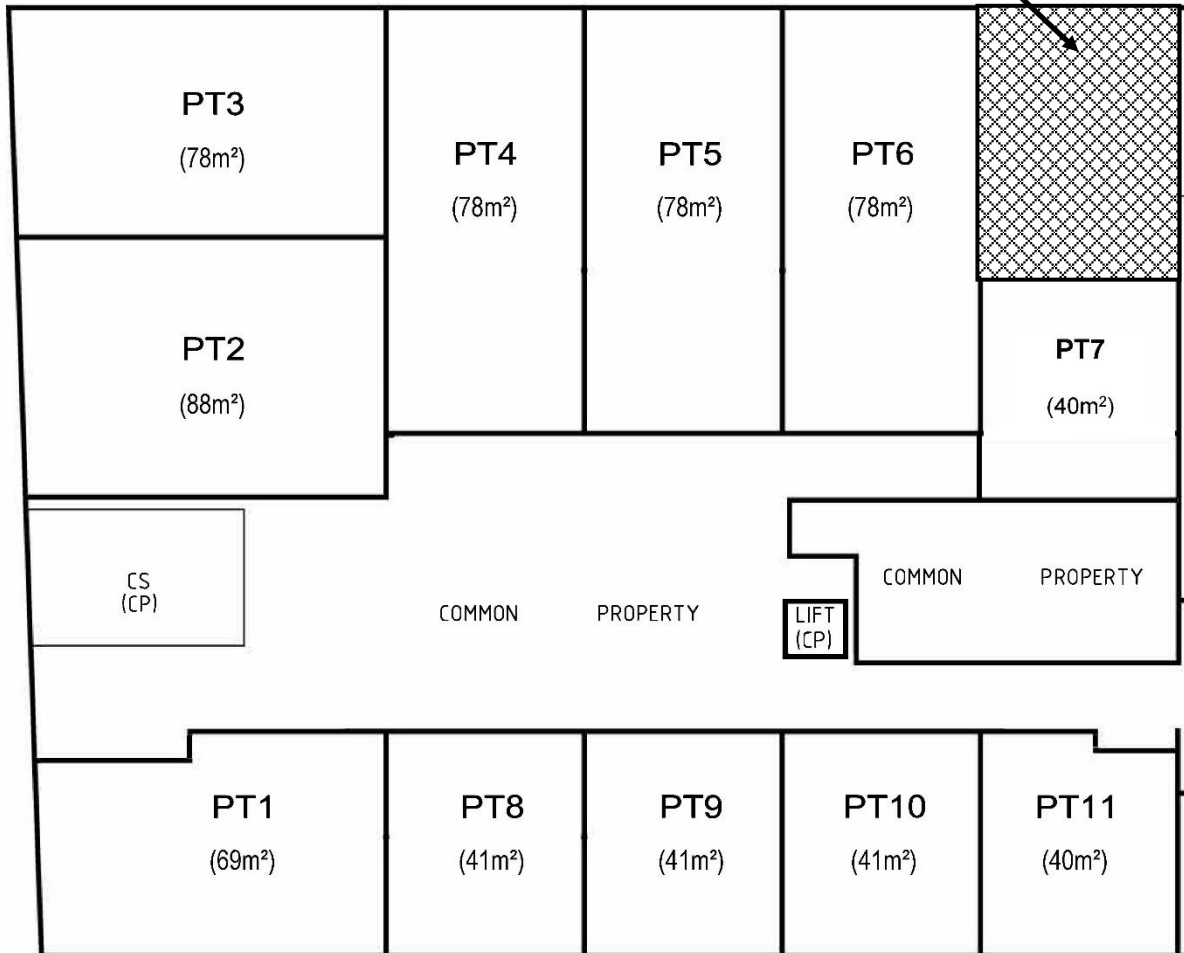 PT3
(78m²)
PT4
(78m²)
PT5
(78m²)
PT6
(78m²)
PT2
(88m²)
PT7
(40m²)
CS
(CP)
COMMON PROPERTY
LIFT
(CP)
COMMON PROPERTY
PT1
(69m²)
PT8
(41m²)
PT9
(41m²)
PT10
(41m²)
PT11
(40m²)